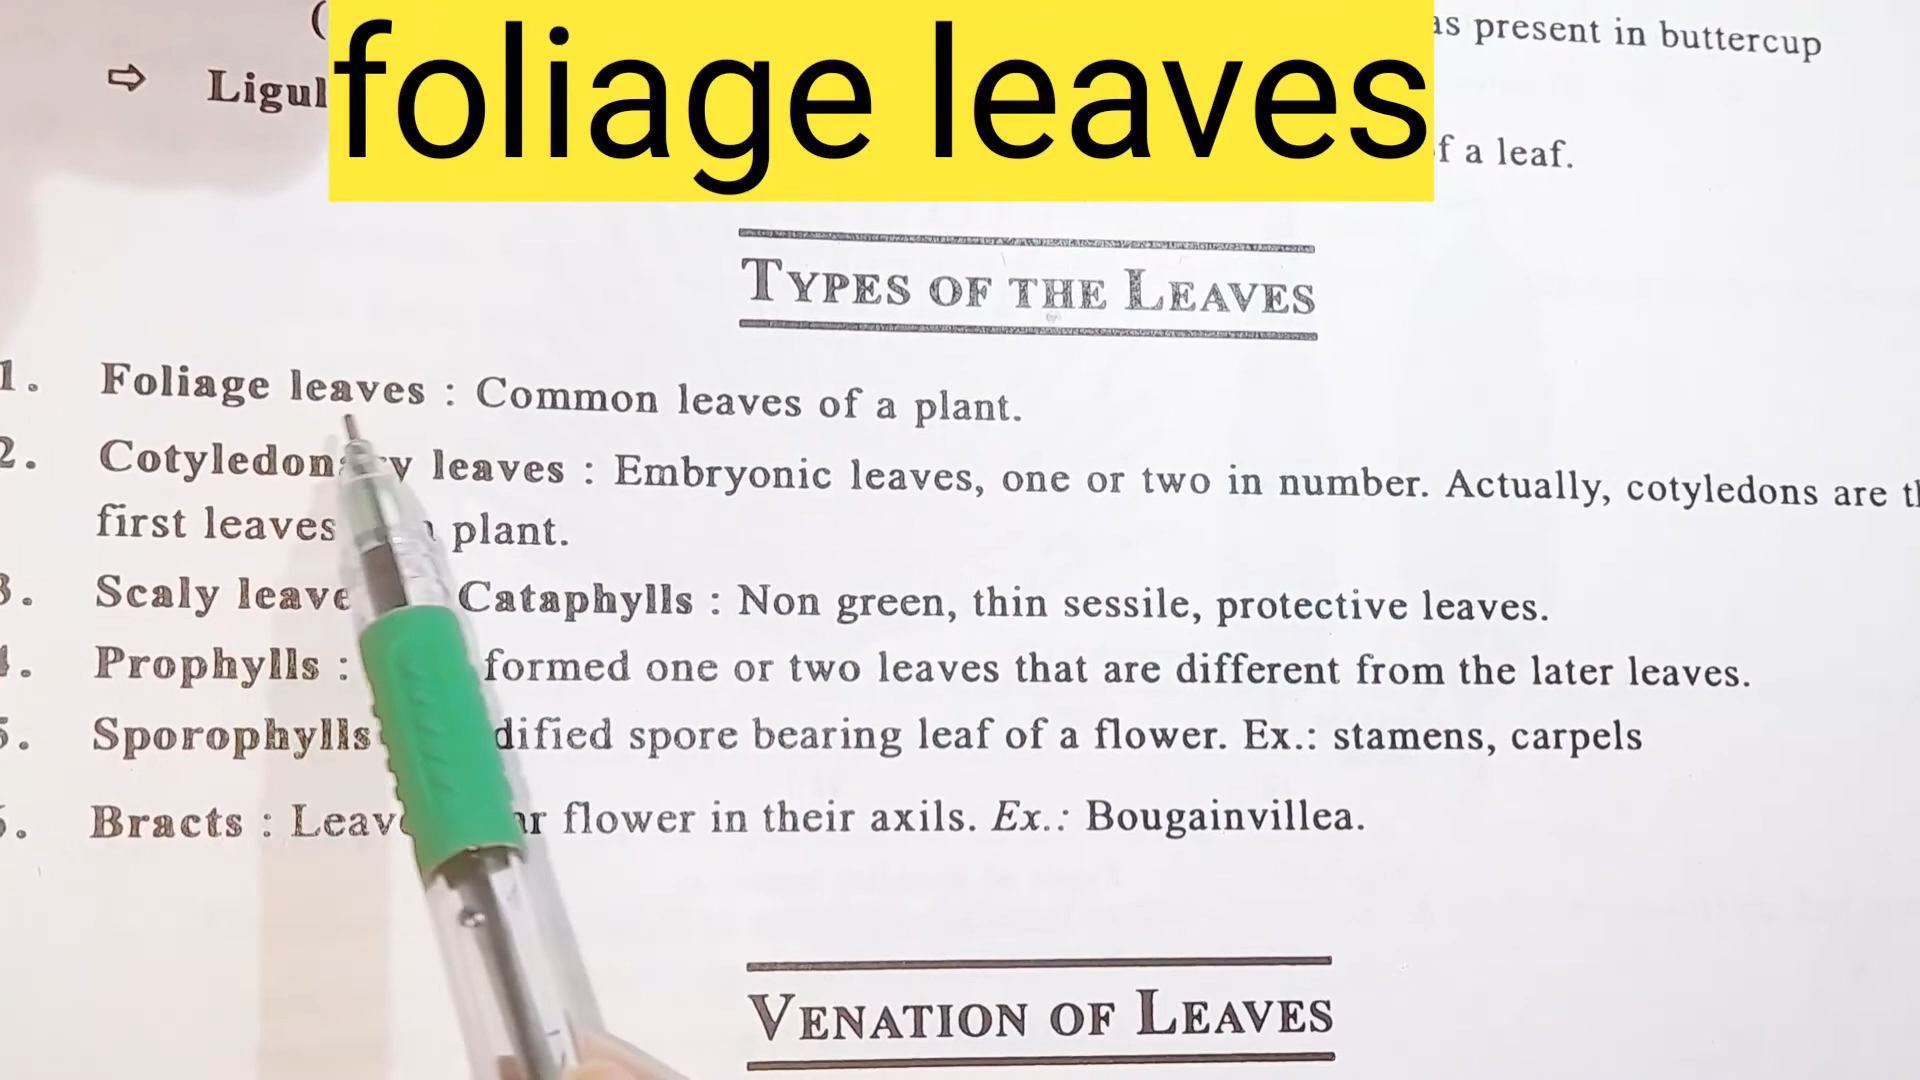 foliage leaves
( as present in buttercup
⇨ Ligul
f a leaf.
TYPES OF THE LEAVES
1. Foliage leaves : Common leaves of a plant.
2. Cotyledon y leaves : Embryonic leaves, one or two in number. Actually, cotyledons are th
first leaves plant.
3. Scaly leave Cataphylls : Non green, thin sessile, protective leaves.
4. Prophylls : formed one or two leaves that are different from the later leaves.
5. Sporophylls dified spore bearing leaf of a flower. Ex.: stamens, carpels
6. Bracts : Leav r flower in their axils. Ex.: Bougainvillea.
VENATION OF LEAVES